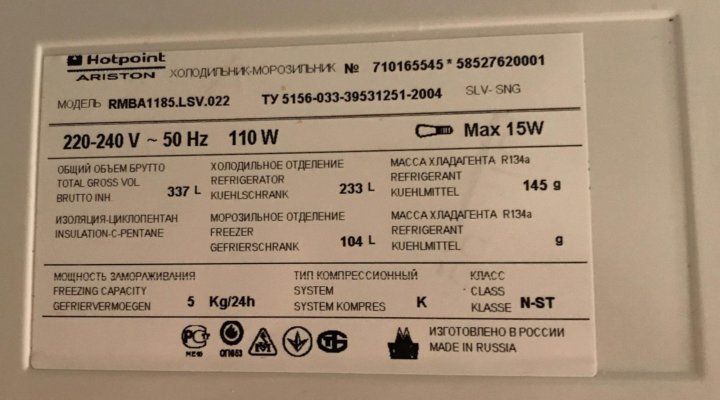 Hotpoint
ARISTON ХОЛОДИЛЬНИК-МОРОЗИЛЬНИК № 710165545 * 58527620001
МОДЕЛЬ RMBA1185.LSV.022 ТУ 5156-033-39531251-2004 SLV- SNG
220-240 V ~ 50 Hz 110 W Max 15W
ОБЩИЙ ОБЪЕМ БРУТТО ХОЛОДИЛЬНОЕ ОТДЕЛЕНИЕ МАССА ХЛАДАГЕНТА R134a
TOTAL GROSS VOL REFRIGERATOR REFRIGERANT
BRUTTO INH. 337 L KUEHLSCHRANK 233 L KUEHLMITTEL 145 g
ИЗОЛЯЦИЯ-ЦИКЛОПЕНТАН МОРОЗИЛЬНОЕ ОТДЕЛЕНИЕ МАССА ХЛАДАГЕНТА R134a
INSULATION-C-PENTANE FREEZER REFRIGERANT
GEFRIERSCHRANK 104 L KUEHLMITTEL g
МОЩНОСТЬ ЗАМОРАЖИВАНИЯ ТИП КОМПРЕССИОННЫЙ КЛАСС
FREEZING CAPACITY SYSTEM CLASS
GEFRIERVERMOEGEN 5 Kg/24h SYSTEM KOMPRES K KLASSE N-ST
ИЗГОТОВЛЕНО В РОССИИ
MADE IN RUSSIA
РСТ
ME10
ОП053